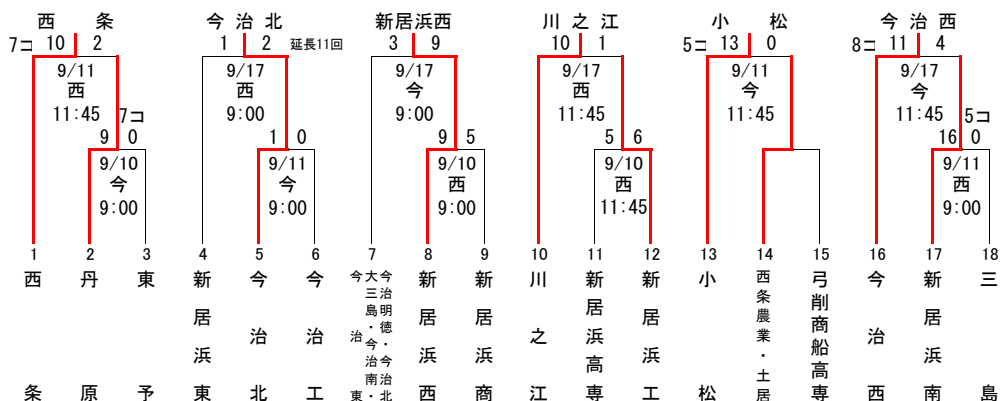 西条 今治北 新居浜西 川之江 小松 今治西
7コ 10 2 1 2 延長11回 3 9 10 1 5コ 13 0 8コ 11 4
9/11 9/17 9/17 9/17 9/11 9/17
西 西 今 西 今 今
11:45 9:00 9:00 11:45 11:45 11:45
7コ 5コ
9 0 1 0 9 5 5 6 16 0
9/10 9/11 9/10 9/10 9/11
今 今 西 西 西
9:00 9:00 9:00 11:45 9:00
1 2 3 4 5 6 7 8 9 10 11 12 13 14 15 16 17 18
西条
丹原
東予
新居浜東
今治北
今治工
今治明徳・今治北
大三島・今治南・
今治東
新居浜西
新居浜商
川之江
新居浜高専
新居浜工
小松
西条農業・土居
弓削商船高専
今治西
新居浜南
三島